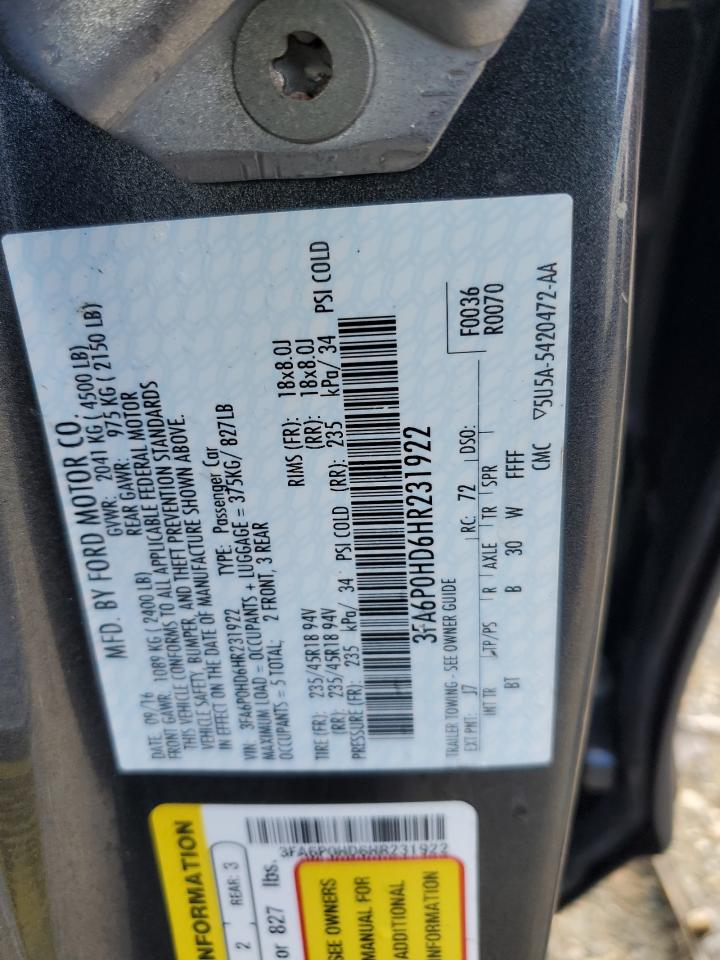 MFD. BY FORD MOTOR CO.
DATE: 09/16 GVWR: 2041 KG ( 4500 LB)
FRONT GAWR: 1089 KG ( 2400 LB) REAR GAWR: 975 KG ( 2150 LB)
THIS VEHICLE CONFORMS TO ALL APPLICABLE FEDERAL MOTOR
VEHICLE SAFETY, BUMPER, AND THEFT PREVENTION STANDARDS
IN EFFECT ON THE DATE OF MANUFACTURE SHOWN ABOVE.
VIN: 3FA6P0HD6HR231922 TYPE: Passenger Car
MAXIMUM LOAD = OCCUPANTS + LUGGAGE = 375KG/ 827LB
OCCUPANTS = 5 TOTAL; 2 FRONT, 3 REAR
TIRE (FR): 235/45R18 94V RIMS (FR): 18x8.0J
(RR): 235/45R18 94V (RR): 18x8.0J
PRESSURE (FR): 235 kPa/ 34 PSI COLD (RR): 235 kPa/ 34 PSI COLD
3FA6P0HD6HR231922
TRAILER TOWING - SEE OWNER GUIDE F0036
R0070
EXT PNT: J7 RC: 72 DSO:
INT TR TP/PS R AXLE TR SPR
BT B 30 W FFFF
CMC ▽5U5A-5420472-AA
INFORMATION
2 REAR: 3
or 827 lbs.
3FA6P0HD6HR231922
SEE OWNERS
MANUAL FOR
ADDITIONAL
INFORMATION